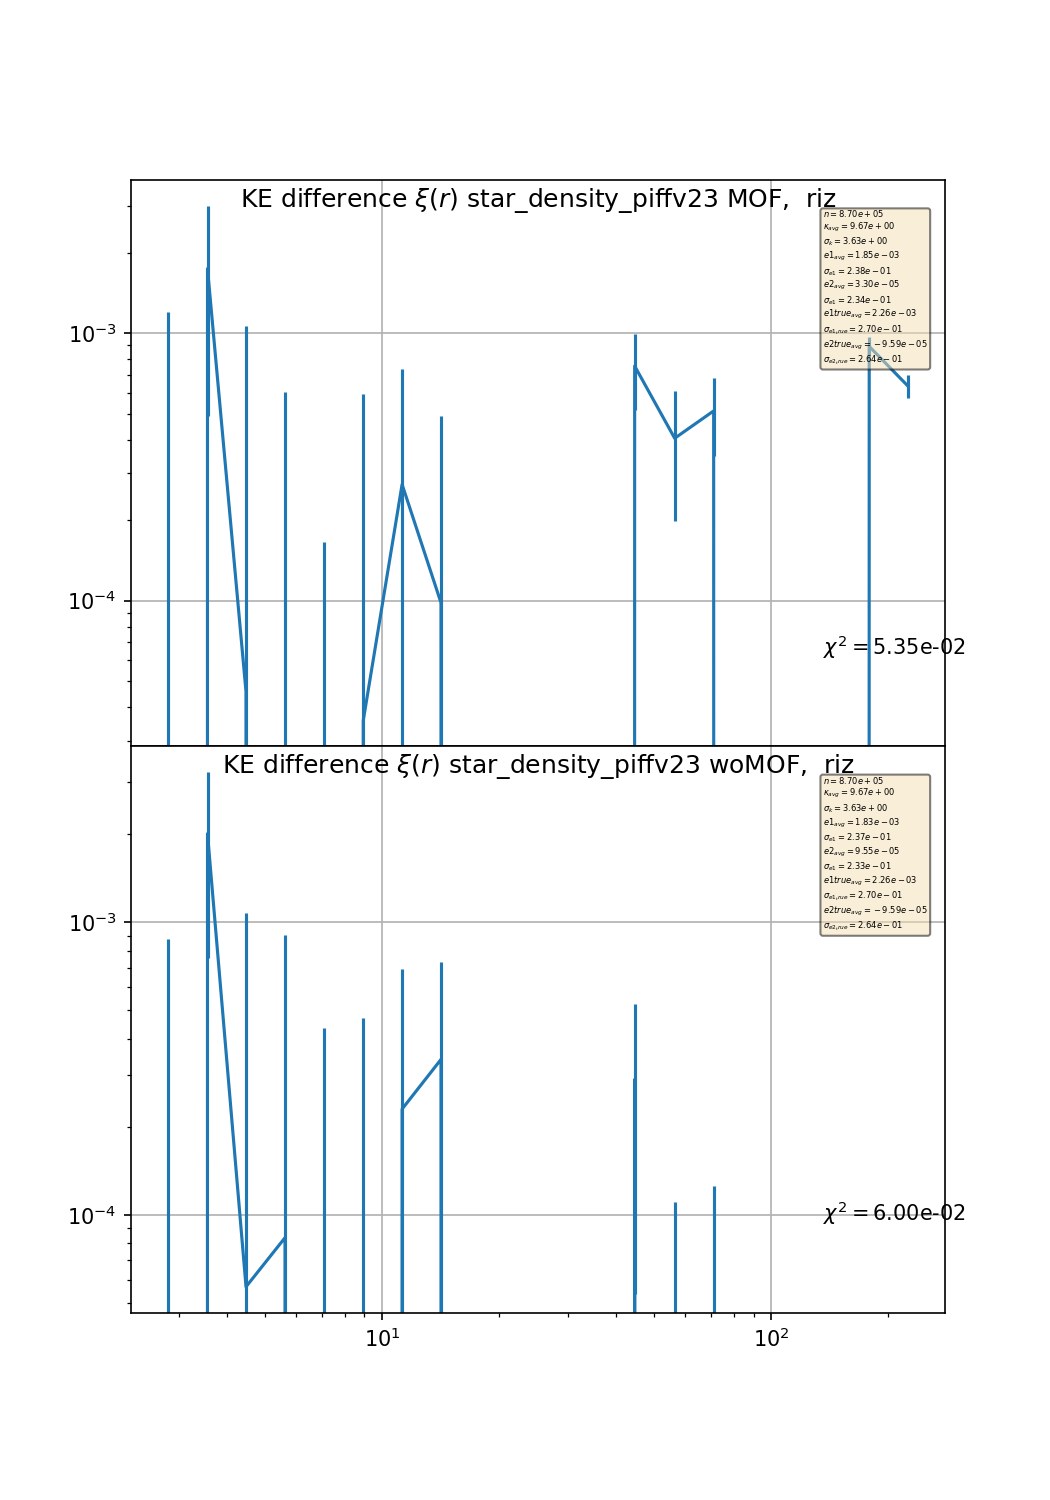 KE difference ξ(r) star_density_piffv23 MOF, riz
n = 8.70e + 05
κ_avg = 9.67e + 00
σ_k = 3.63e + 00
e1_avg = 1.85e − 03
σ_e1 = 2.38e − 01
e2_avg = 3.30e − 05
σ_e1 = 2.34e − 01
e1true_avg = 2.26e − 03
σ_e1,true = 2.70e − 01
e2true_avg = −9.59e − 05
σ_e2,true = 2.64e − 01
10⁻³
10⁻⁴
χ² = 5.35e-02
KE difference ξ(r) star_density_piffv23 woMOF, riz
n = 8.70e + 05
κ_avg = 9.67e + 00
σ_k = 3.63e + 00
e1_avg = 1.83e − 03
σ_e1 = 2.37e − 01
e2_avg = 9.55e − 05
σ_e1 = 2.33e − 01
e1true_avg = 2.26e − 03
σ_e1,true = 2.70e − 01
e2true_avg = −9.59e − 05
σ_e2,true = 2.64e − 01
10⁻³
10⁻⁴
χ² = 6.00e-02
10¹ 10²